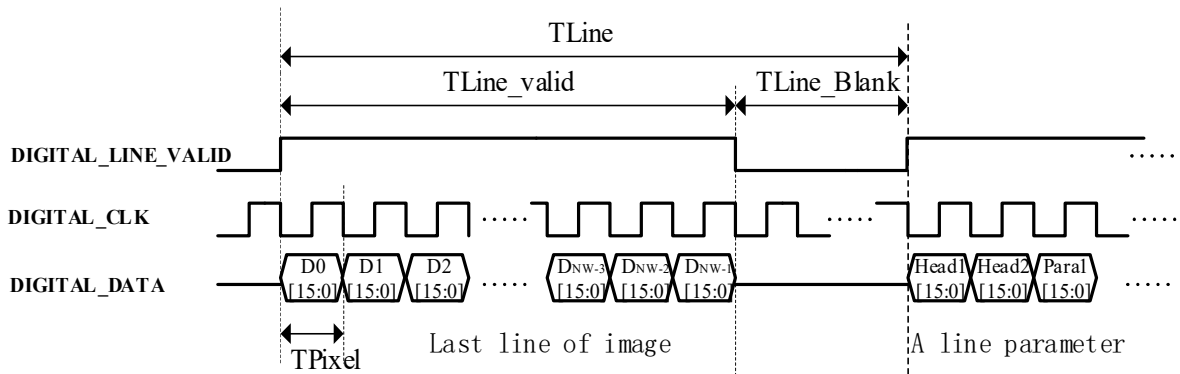 TLine
TLine_valid
TLine_Blank
DIGITAL_LINE_VALID
.....
DIGITAL_CLK
.....
.....
.....
DIGITAL_DATA
D0
[15:0]
D1
[15:0]
D2
[15:0]
.....
DNW-3
[15:0]
DNW-2
[15:0]
DNW-1
[15:0]
Head1
[15:0]
Head2
[15:0]
Para1
[15:0]
.....
TPixel
Last line of image
A line parameter